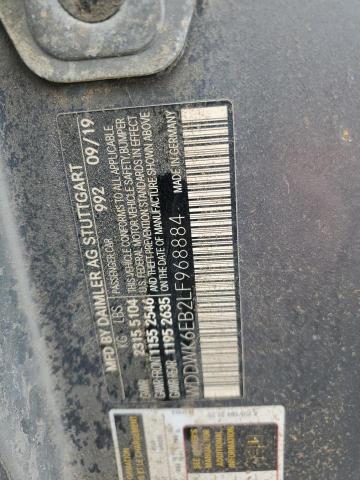 MFD BY DAIMLER AG STUTTGART
992 09/19
PASSENGER CAR
KG LBS
GVWR 2315 5104
GAWR FRONT 1155 2546
GAWR REAR 1195 2635
THIS VEHICLE CONFORMS TO ALL APPLICABLE
U.S. FEDERAL MOTOR VEHICLE SAFETY, BUMPER
AND THEFT PREVENTION STANDARDS IN EFFECT
ON THE DATE OF MANUFACTURE SHOWN ABOVE
MADE IN GERMANY
WDDWK6EB2LF968884